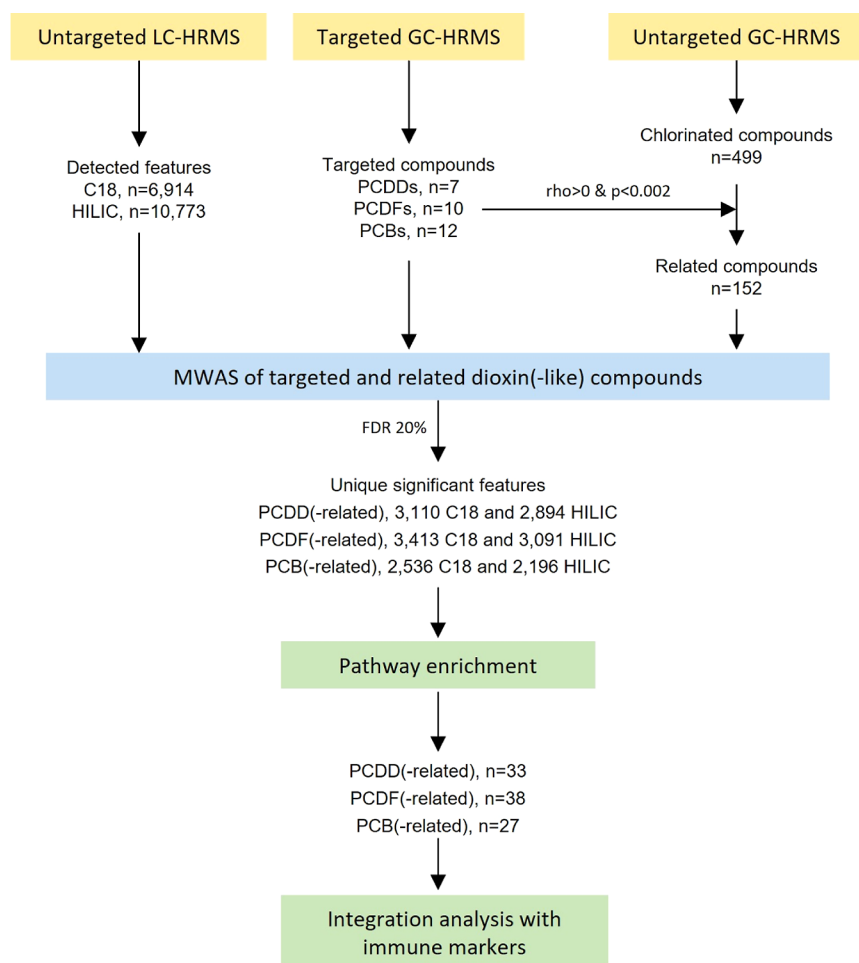 Untargeted LC-HRMS
Targeted GC-HRMS
Untargeted GC-HRMS
Detected features
C18, n=6,914
HILIC, n=10,773
Targeted compounds
PCDDs, n=7
PCDFs, n=10
PCBs, n=12
rho>0 & p<0.002
Chlorinated compounds
n=499
Related compounds
n=152
MWAS of targeted and related dioxin(-like) compounds
FDR 20%
Unique significant features
PCDD(-related), 3,110 C18 and 2,894 HILIC
PCDF(-related), 3,413 C18 and 3,091 HILIC
PCB(-related), 2,536 C18 and 2,196 HILIC
Pathway enrichment
PCDD(-related), n=33
PCDF(-related), n=38
PCB(-related), n=27
Integration analysis with
immune markers